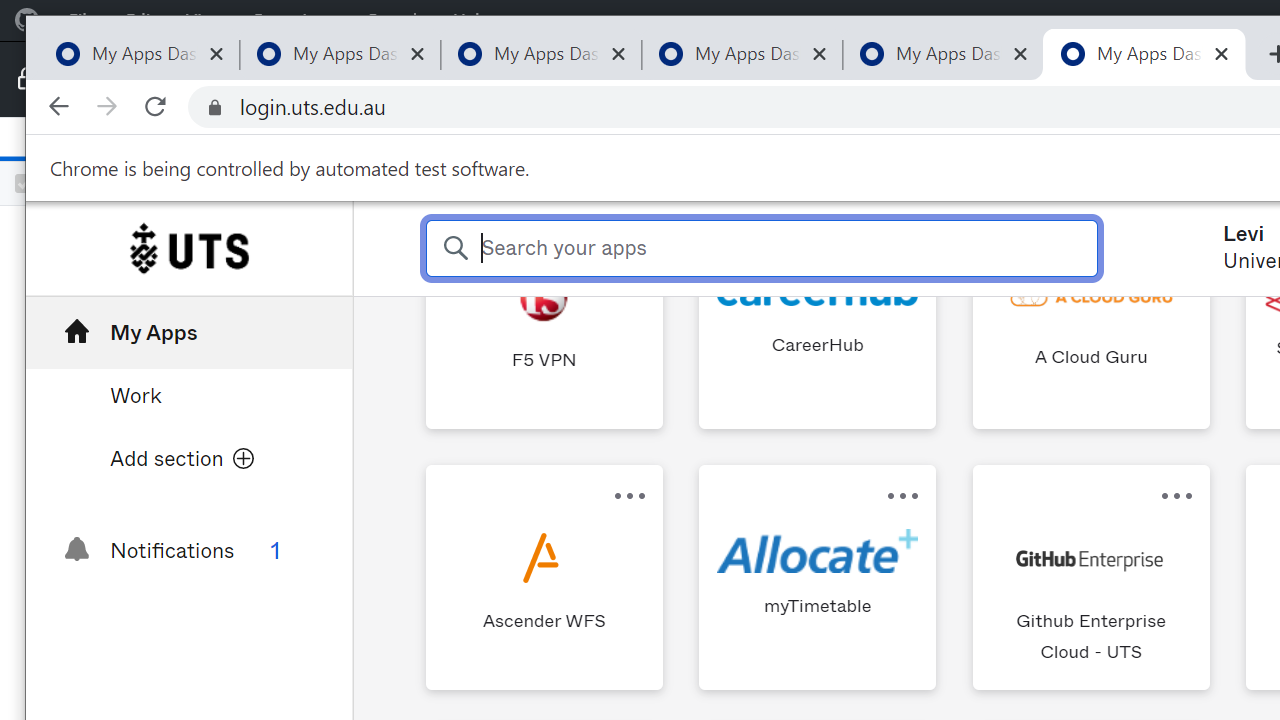 My Apps Das
My Apps Das
My Apps Das
My Apps Das
My Apps Das
My Apps Das
login.uts.edu.au
Chrome is being controlled by automated test software.
UTS
Search your apps
Levi
My Apps
Work
Add section
Notifications 1
F5 VPN
careerhub
CareerHub
A CLOUD GURU
A Cloud Guru
Ascender WFS
Allocate+
myTimetable
GitHub Enterprise
Github Enterprise
Cloud - UTS